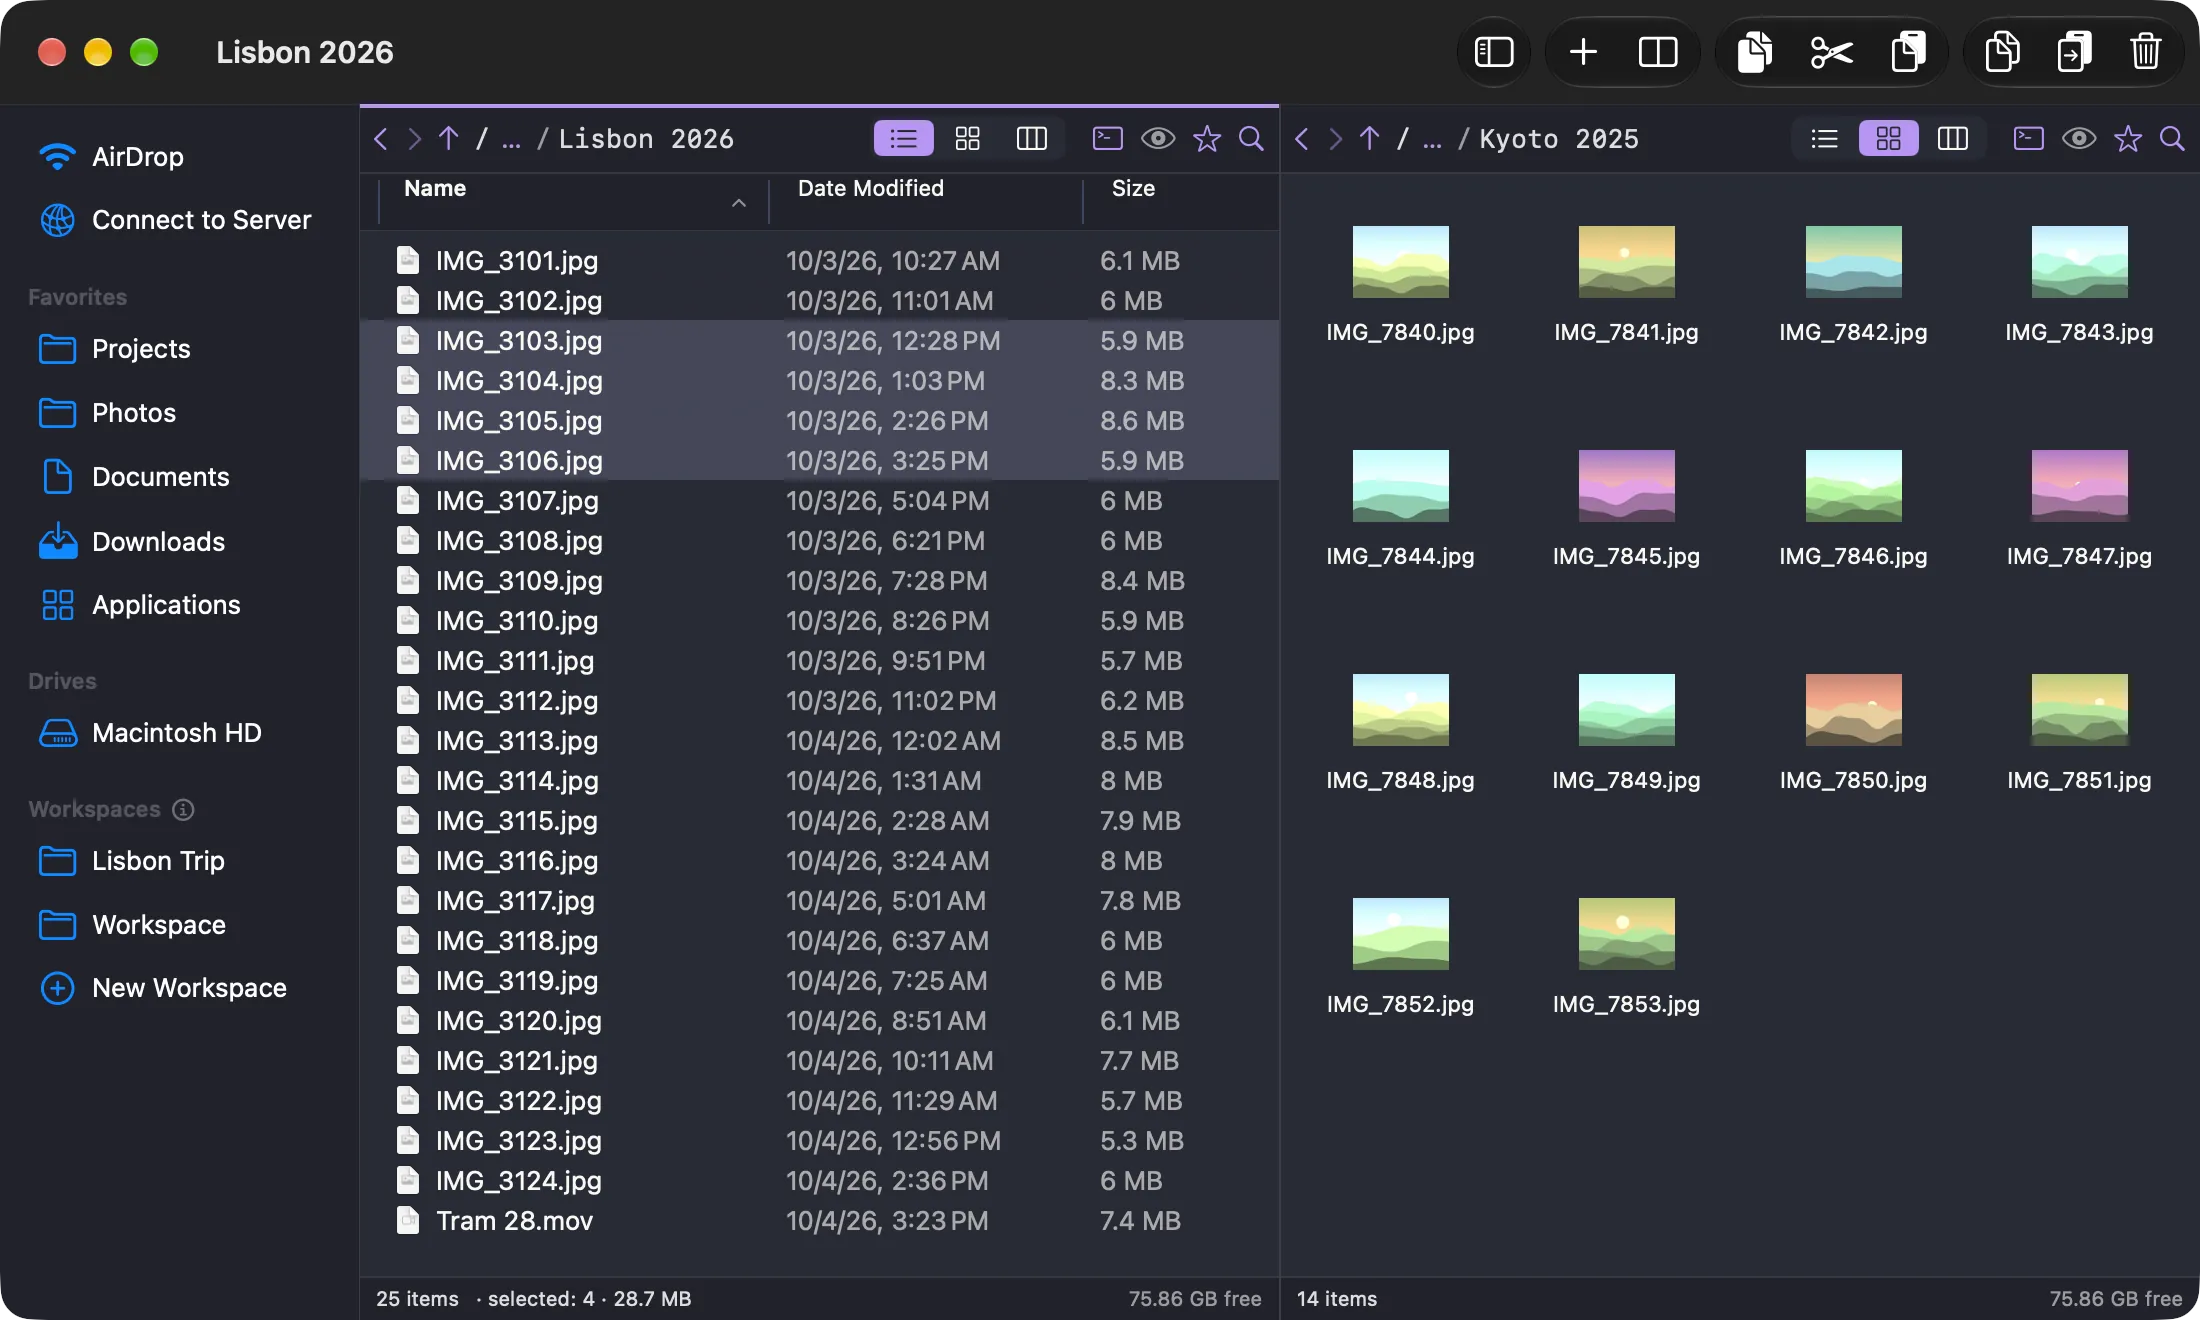 Lisbon 2026
AirDrop
Connect to Server
Favorites
Projects
Photos
Documents
Downloads
Applications
Drives
Macintosh HD
Workspaces
Lisbon Trip
Workspace
New Workspace
/ ... / Lisbon 2026
Name Date Modified Size
IMG_3101.jpg 10/3/26, 10:27 AM 6.1 MB
IMG_3102.jpg 10/3/26, 11:01 AM 6 MB
IMG_3103.jpg 10/3/26, 12:28 PM 5.9 MB
IMG_3104.jpg 10/3/26, 1:03 PM 8.3 MB
IMG_3105.jpg 10/3/26, 2:26 PM 8.6 MB
IMG_3106.jpg 10/3/26, 3:25 PM 5.9 MB
IMG_3107.jpg 10/3/26, 5:04 PM 6 MB
IMG_3108.jpg 10/3/26, 6:21 PM 6 MB
IMG_3109.jpg 10/3/26, 7:28 PM 8.4 MB
IMG_3110.jpg 10/3/26, 8:26 PM 5.9 MB
IMG_3111.jpg 10/3/26, 9:51 PM 5.7 MB
IMG_3112.jpg 10/3/26, 11:02 PM 6.2 MB
IMG_3113.jpg 10/4/26, 12:02 AM 8.5 MB
IMG_3114.jpg 10/4/26, 1:31 AM 8 MB
IMG_3115.jpg 10/4/26, 2:28 AM 7.9 MB
IMG_3116.jpg 10/4/26, 3:24 AM 8 MB
IMG_3117.jpg 10/4/26, 5:01 AM 7.8 MB
IMG_3118.jpg 10/4/26, 6:37 AM 6 MB
IMG_3119.jpg 10/4/26, 7:25 AM 6 MB
IMG_3120.jpg 10/4/26, 8:51 AM 6.1 MB
IMG_3121.jpg 10/4/26, 10:11 AM 7.7 MB
IMG_3122.jpg 10/4/26, 11:29 AM 5.7 MB
IMG_3123.jpg 10/4/26, 12:56 PM 5.3 MB
IMG_3124.jpg 10/4/26, 2:36 PM 6 MB
Tram 28.mov 10/4/26, 3:23 PM 7.4 MB
25 items · selected: 4 · 28.7 MB 75.86 GB free
/ ... / Kyoto 2025
IMG_7840.jpg IMG_7841.jpg IMG_7842.jpg IMG_7843.jpg
IMG_7844.jpg IMG_7845.jpg IMG_7846.jpg IMG_7847.jpg
IMG_7848.jpg IMG_7849.jpg IMG_7850.jpg IMG_7851.jpg
IMG_7852.jpg IMG_7853.jpg
14 items 75.86 GB free